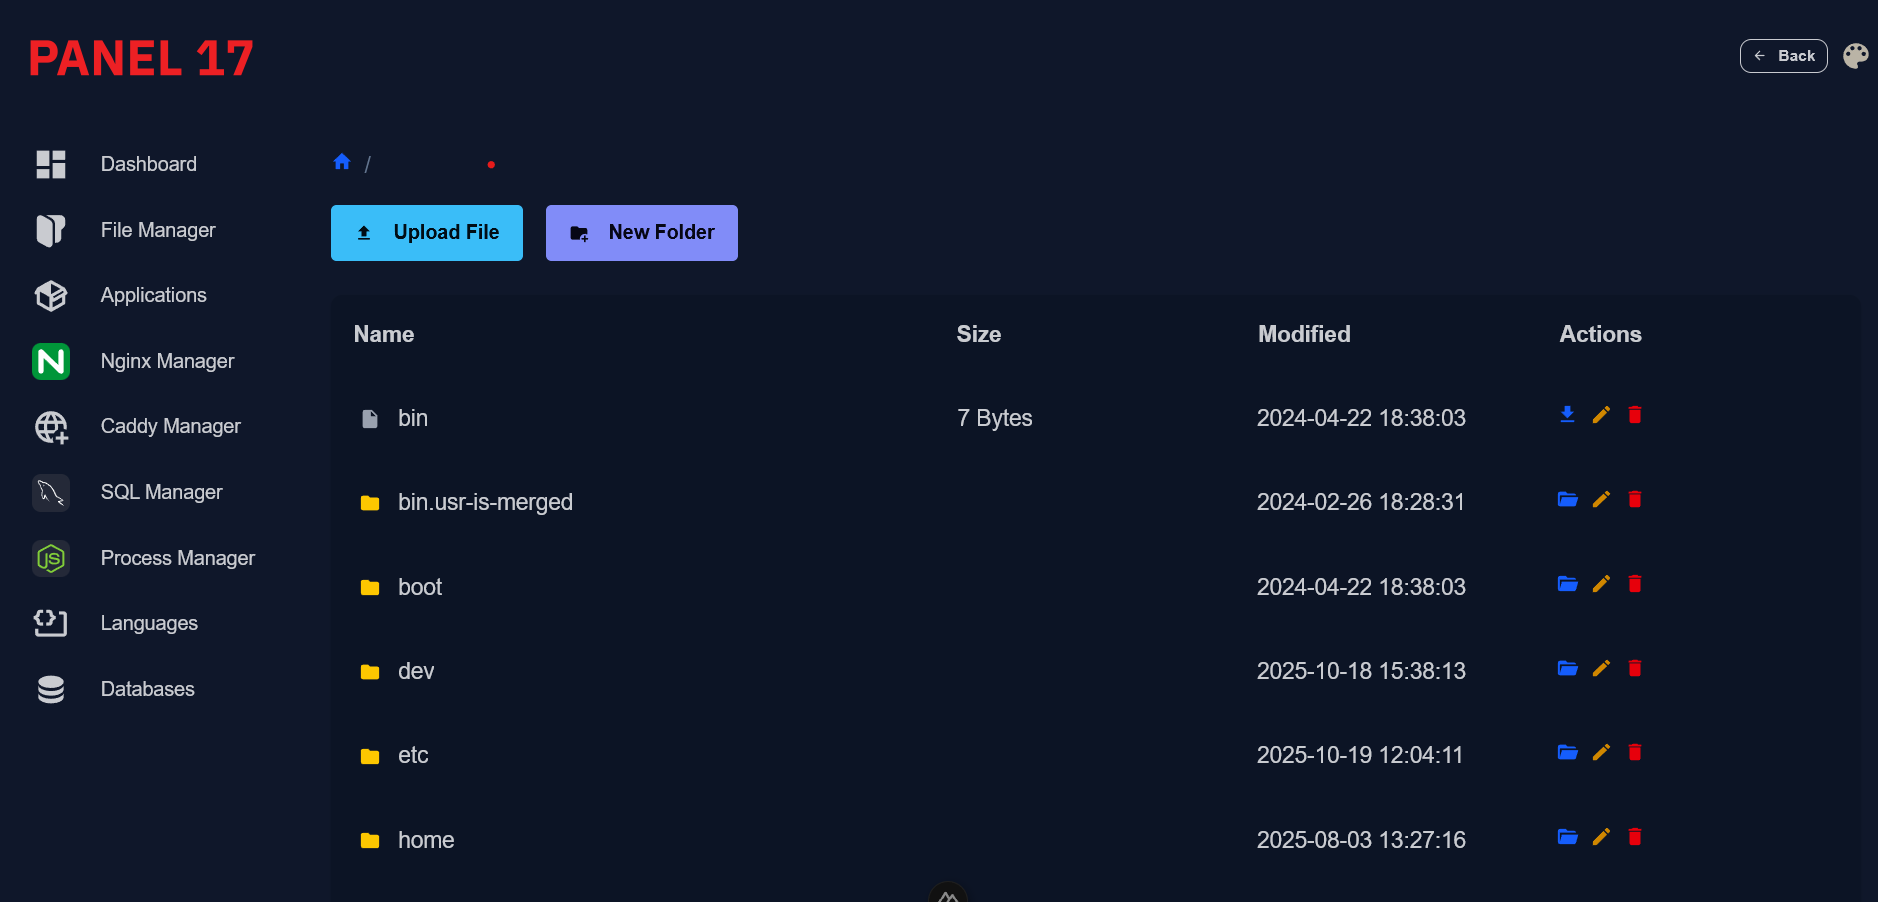 PANEL 17
Back
Dashboard
File Manager
Applications
Nginx Manager
Caddy Manager
SQL Manager
Process Manager
Languages
Databases
/
Upload File
New Folder
Name Size Modified Actions
bin 7 Bytes 2024-04-22 18:38:03
bin.usr-is-merged 2024-02-26 18:28:31
boot 2024-04-22 18:38:03
dev 2025-10-18 15:38:13
etc 2025-10-19 12:04:11
home 2025-08-03 13:27:16